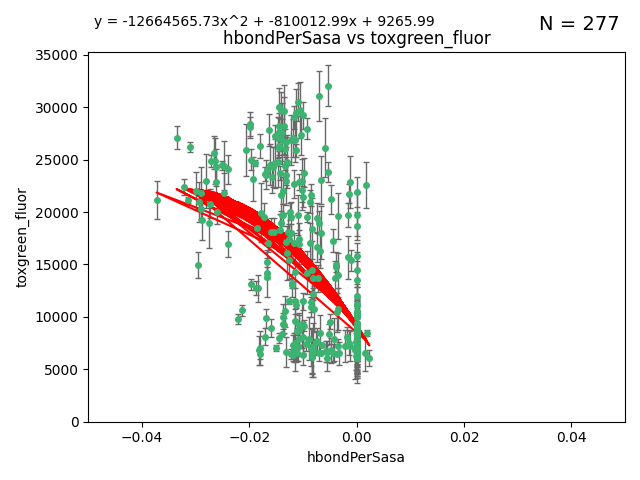 y = -12664565.73x^2 + -810012.99x + 9265.99
N = 277
hbondPerSasa vs toxgreen_fluor
35000
30000
25000
20000
15000
10000
5000
0
toxgreen_fluor
−0.04
−0.02
0.00
0.02
0.04
hbondPerSasa